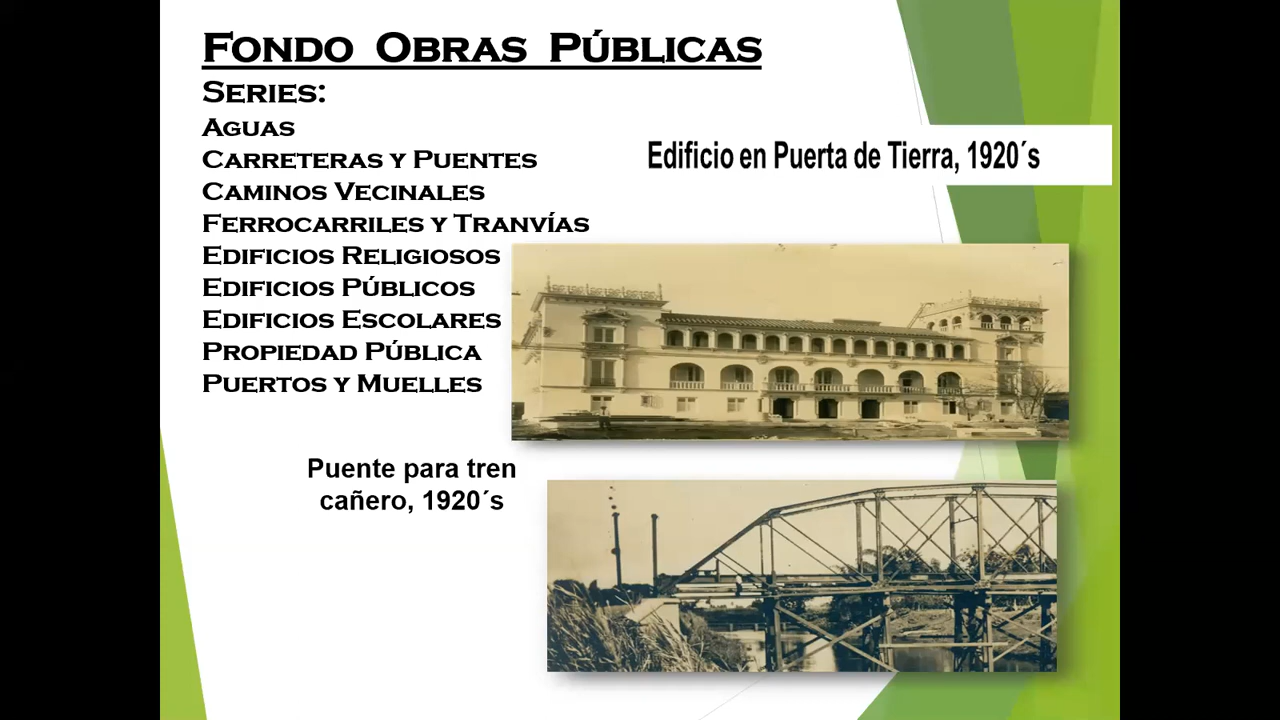 Fondo Obras Públicas
Series:
Aguas
Carreteras y Puentes
Caminos Vecinales
Ferrocarriles y Tranvías
Edificios Religiosos
Edificios Públicos
Edificios Escolares
Propiedad Pública
Puertos y Muelles
Edificio en Puerta de Tierra, 1920´s
Puente para tren
cañero, 1920´s